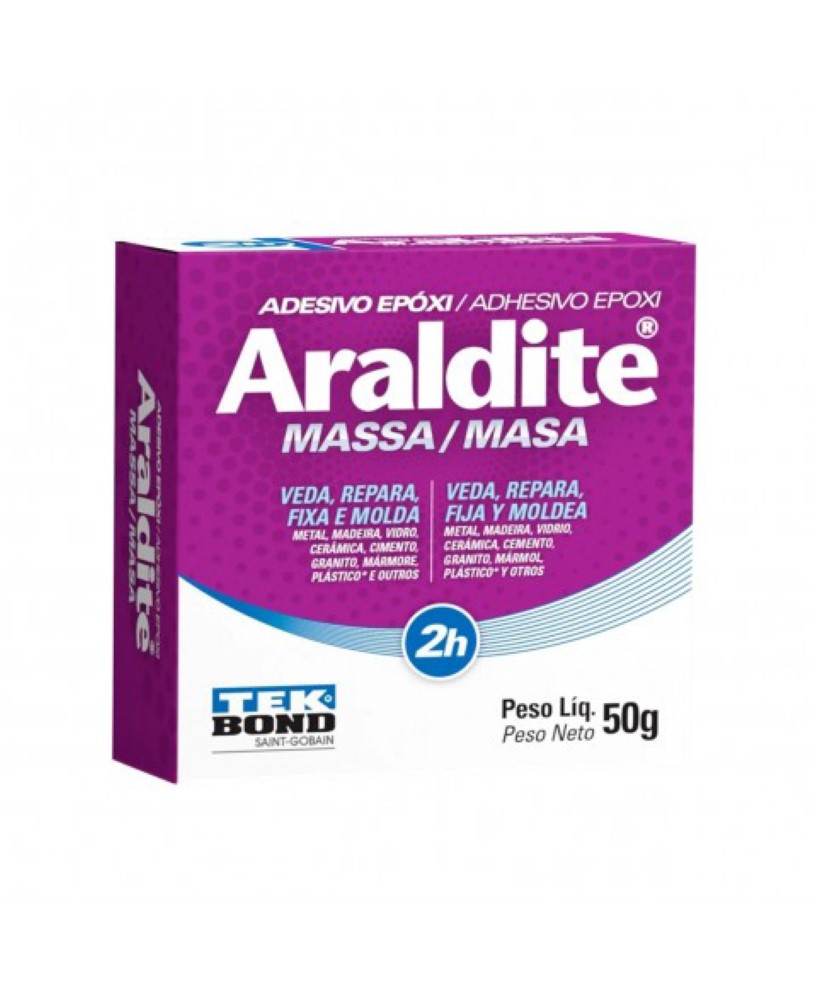 ADESIVO EPÓXI / ADHESIVO EPOXI
Araldite®
MASSA / MASA
VEDA, REPARA,
FIXA E MOLDA
METAL, MADEIRA, VIDRO,
CERÁMICA, CIMENTO,
GRANITO, MÁRMORE,
PLÁSTICO* E OUTROS
VEDA, REPARA,
FIJA Y MOLDEA
METAL, MADEIRA, VIDRIO,
CERÁMICA, CEMENTO,
GRANITO, MÁRMOL,
PLÁSTICO* Y OTROS
2h
TEK
BOND
SAINT-GOBAIN
Peso Líq. 50g
Peso Neto
ADESIVO EPÓXI / ADHESIVO EPOXI
Araldite®
MASSA / MASA